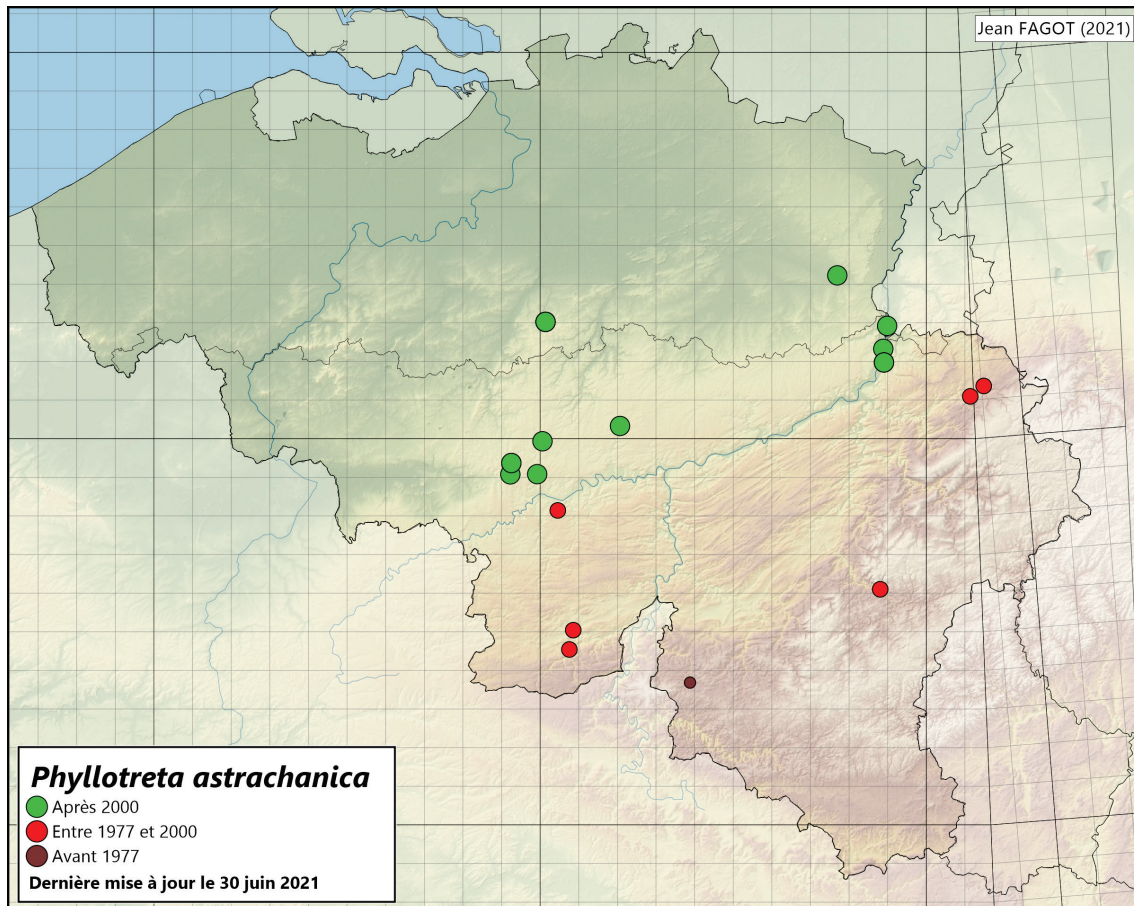 Jean FAGOT (2021)
Phyllotreta astrachanica
Après 2000
Entre 1977 et 2000
Avant 1977
Dernière mise à jour le 30 juin 2021